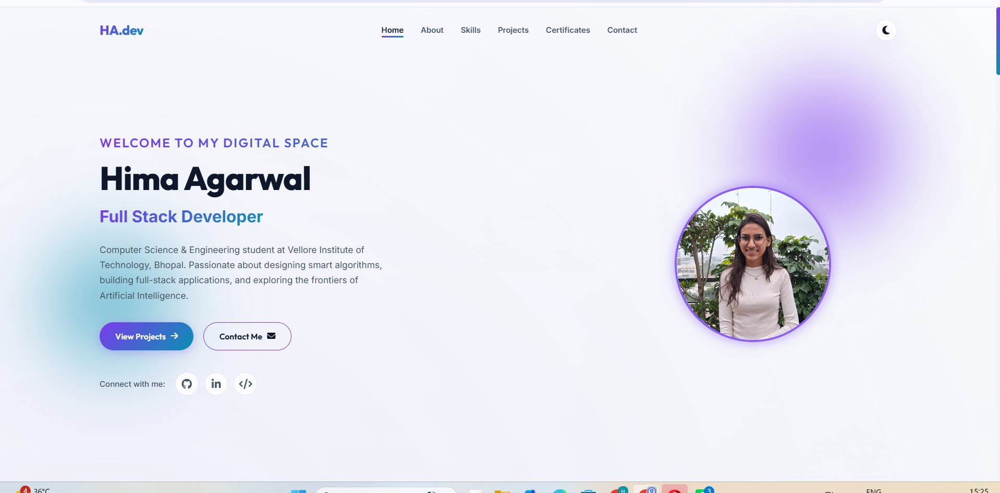 HA.dev
Home About Skills Projects Certificates Contact
WELCOME TO MY DIGITAL SPACE
Hima Agarwal
Full Stack Developer
Computer Science & Engineering student at Vellore Institute of
Technology, Bhopal. Passionate about designing smart algorithms,
building full-stack applications, and exploring the frontiers of
Artificial Intelligence.
View Projects
Contact Me
Connect with me:
in
4 36°C
H
3
ENG
15:25